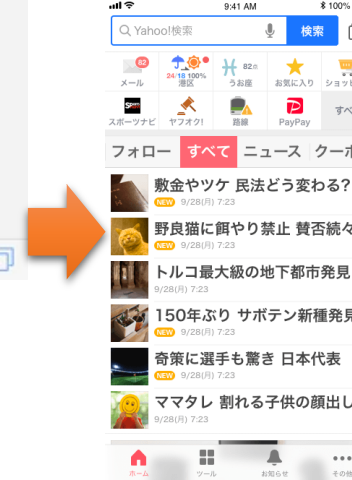 9:41 AM
100%
Yahoo!検索
検索
82
メール
24/18 100%
港区
82点
うお座
お気に入り
ショッピ
Sports
スポーツナビ
ヤフオク!
路線
PayPay
すべ
フォロー すべて ニュース クーポ
敷金やツケ 民法どう変わる?
NEW 9/28(月) 7:23
野良猫に餌やり禁止 賛否続々
NEW 9/28(月) 7:23
トルコ最大級の地下都市発見
9/28(月) 7:23
150年ぶり サボテン新種発見
NEW 9/28(月) 7:23
奇策に選手も驚き 日本代表
NEW 9/28(月) 7:23
ママタレ 割れる子供の顔出し
9/28(月) 7:23
ホーム
ツール
お知らせ
その他